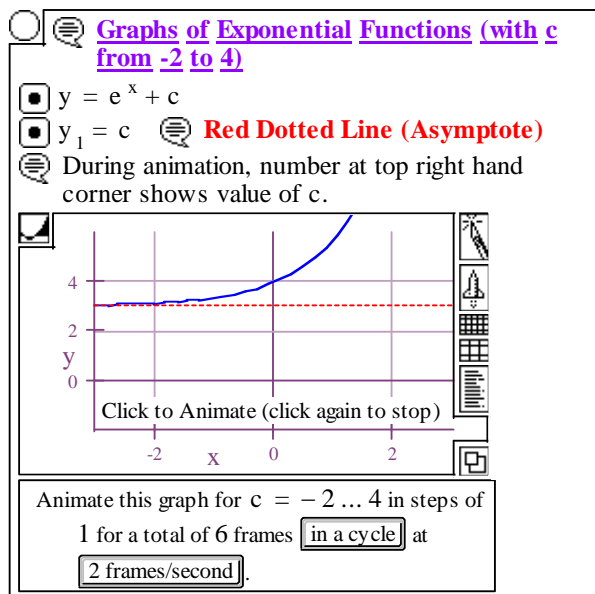 Graphs of Exponential Functions (with c
from -2 to 4)
y = e^x + c
y₁ = c Red Dotted Line (Asymptote)
During animation, number at top right hand
corner shows value of c.
4
2
y
0
Click to Animate (click again to stop)
-2 x 0 2
Animate this graph for c = − 2 ... 4 in steps of
1 for a total of 6 frames in a cycle at
2 frames/second .